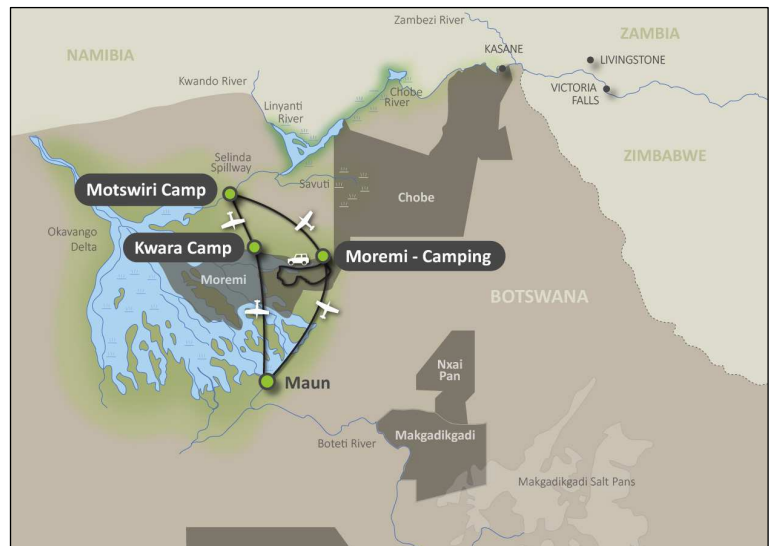 Zambezi River
ZAMBIA
KASANE
LIVINGSTONE
NAMIBIA
Kwando River
VICTORIA
FALLS
Linyanti
River
Chobe
River
ZIMBABWE
Selinda
Spillway
Savuti
Motswiri Camp
Chobe
Okavango
Delta
Kwara Camp
Moremi - Camping
Moremi
BOTSWANA
Nxai
Pan
Maun
Makgadikgadi
Boteti River
Makgadikgadi Salt Pans